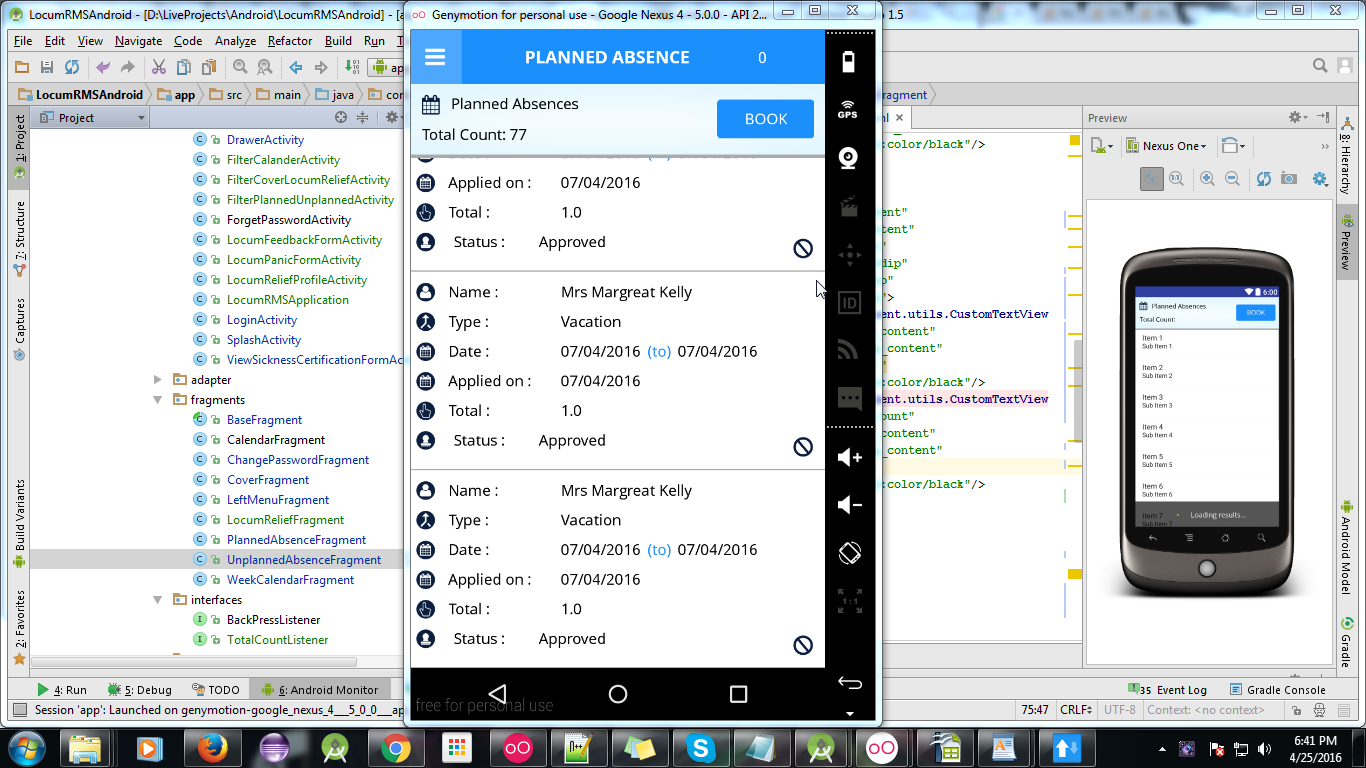 LocumRMSAndroid - [D:\LiveProjects\Android\LocumRMSAndroid] - [a
Genymotion for personal use - Google Nexus 4 - 5.0.0 - API 2...
1.5
File Edit View Navigate Code Analyze Refactor Build Run
ap
LocumRMSAndroid app src main java
ragment
1: Project
7: Structure
Captures
Build Variants
2: Favorites
Project
DrawerActivity
FilterCalanderActivity
FilterCoverLocumReliefActivity
FilterPlannedUnplannedActivity
ForgetPasswordActivity
LocumFeedbackFormActivity
LocumPanicFormActivity
LocumReliefProfileActivity
LocumRMSApplication
LoginActivity
SplashActivity
ViewSicknessCertificationFormAc
adapter
fragments
BaseFragment
CalendarFragment
ChangePasswordFragment
CoverFragment
LeftMenuFragment
LocumReliefFragment
PlannedAbsenceFragment
UnplannedAbsenceFragment
WeekCalendarFragment
interfaces
BackPressListener
TotalCountListener
PLANNED ABSENCE 0
Planned Absences
Total Count: 77
BOOK
Applied on : 07/04/2016
Total : 1.0
Status : Approved
Name : Mrs Margreat Kelly
Type : Vacation
Date : 07/04/2016 (to) 07/04/2016
Applied on : 07/04/2016
Total : 1.0
Status : Approved
Name : Mrs Margreat Kelly
Type : Vacation
Date : 07/04/2016 (to) 07/04/2016
Applied on : 07/04/2016
Total : 1.0
Status : Approved
free for personal use
GPS
ID
1:1
:color/black"/>
ent"
tent"
"
dip"
p"
">
ent.utils.CustomTextView
content"
_content"
:color/black"/>
ent.utils.CustomTextView
unt"
content"
_content"
:color/black"/>
Preview
Nexus One
6:00
Planned Absences
Total Count:
BOOK
Item 1
Sub Item 1
Item 2
Sub Item 2
Item 3
Sub Item 3
Item 4
Sub Item 4
Item 5
Sub Item 5
Item 6
Sub Item 6
Item 7
Sub Item 7
Loading results...
8: Hierarchy
Preview
Android Model
Gradle
4: Run 5: Debug TODO 6: Android Monitor
35 Event Log Gradle Console
Session 'app': Launched on genymotion-google_nexus_4___5_0_0___ap
75:47 CRLF UTF-8 Context: <no context>
6:41 PM
4/25/2016